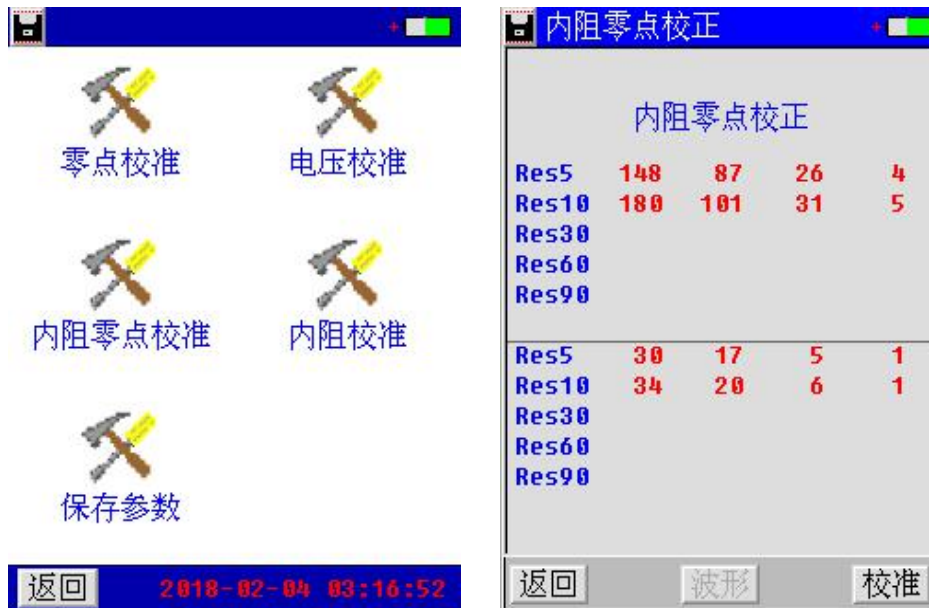 零点校准 电压校准
内阻零点校准 内阻校准
保存参数
返回 2018-02-04 03:16:52
内阻零点校正
内阻零点校正
Res5 148 87 26 4
Res10 180 101 31 5
Res30
Res60
Res90
Res5 30 17 5 1
Res10 34 20 6 1
Res30
Res60
Res90
返回 波形 校准